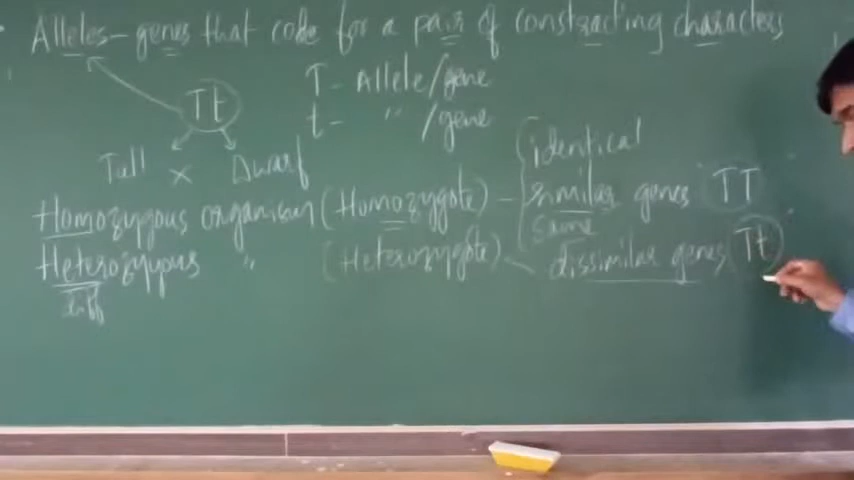 Alleles - genes that code for a pair of constracting characters
Tt
T - Allele/gene
t - " /gene
Tall x Dwarf
identical
Homozygous organism (Homozygote) - similar genes TT
same
Heterozygous " (Heterozygote) - dissimilar genes Tt
diff